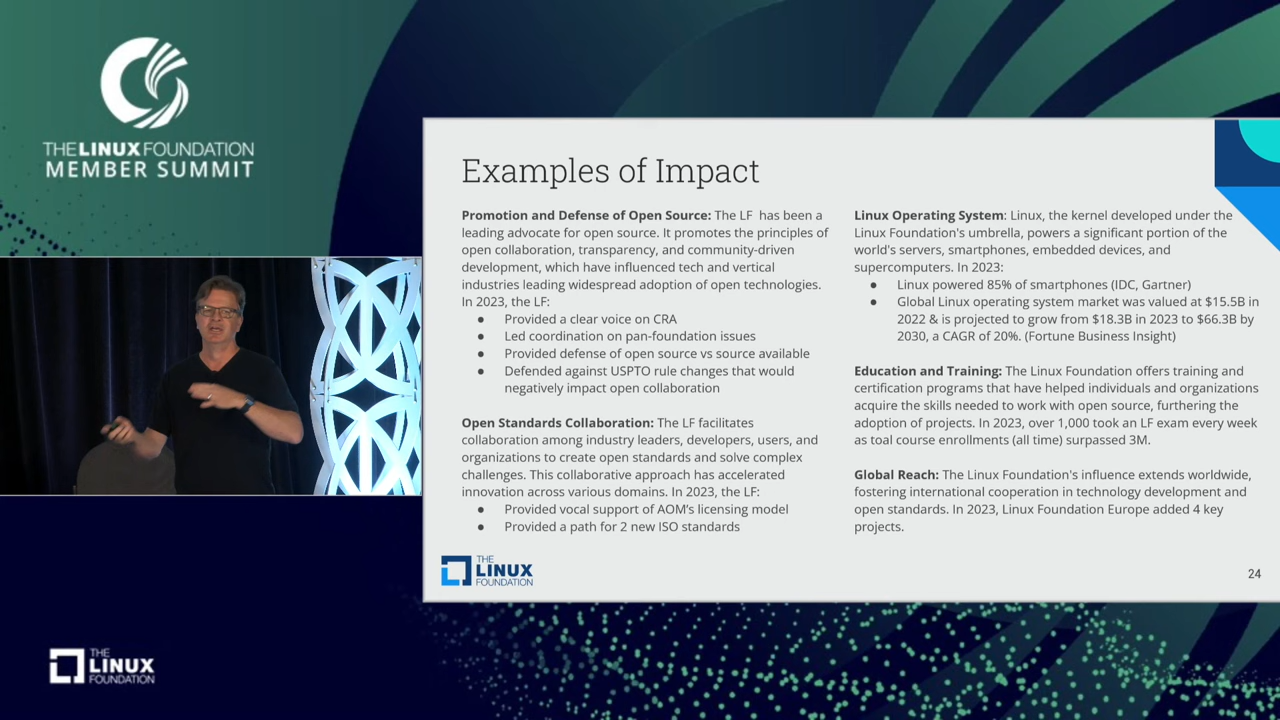 THE LINUX FOUNDATION
MEMBER SUMMIT
Examples of Impact
Promotion and Defense of Open Source: The LF has been a
leading advocate for open source. It promotes the principles of
open collaboration, transparency, and community-driven
development, which have influenced tech and vertical
industries leading widespread adoption of open technologies.
In 2023, the LF:
● Provided a clear voice on CRA
● Led coordination on pan-foundation issues
● Provided defense of open source vs source available
● Defended against USPTO rule changes that would
negatively impact open collaboration
Open Standards Collaboration: The LF facilitates
collaboration among industry leaders, developers, users, and
organizations to create open standards and solve complex
challenges. This collaborative approach has accelerated
innovation across various domains. In 2023, the LF:
● Provided vocal support of AOM's licensing model
● Provided a path for 2 new ISO standards
Linux Operating System: Linux, the kernel developed under the
Linux Foundation's umbrella, powers a significant portion of the
world's servers, smartphones, embedded devices, and
supercomputers. In 2023:
● Linux powered 85% of smartphones (IDC, Gartner)
● Global Linux operating system market was valued at $15.5B in
2022 & is projected to grow from $18.3B in 2023 to $66.3B by
2030, a CAGR of 20%. (Fortune Business Insight)
Education and Training: The Linux Foundation offers training and
certification programs that have helped individuals and organizations
acquire the skills needed to work with open source, furthering the
adoption of projects. In 2023, over 1,000 took an LF exam every week
as toal course enrollments (all time) surpassed 3M.
Global Reach: The Linux Foundation's influence extends worldwide,
fostering international cooperation in technology development and
open standards. In 2023, Linux Foundation Europe added 4 key
projects.
THE
LINUX
FOUNDATION
24
THE
LINUX
FOUNDATION